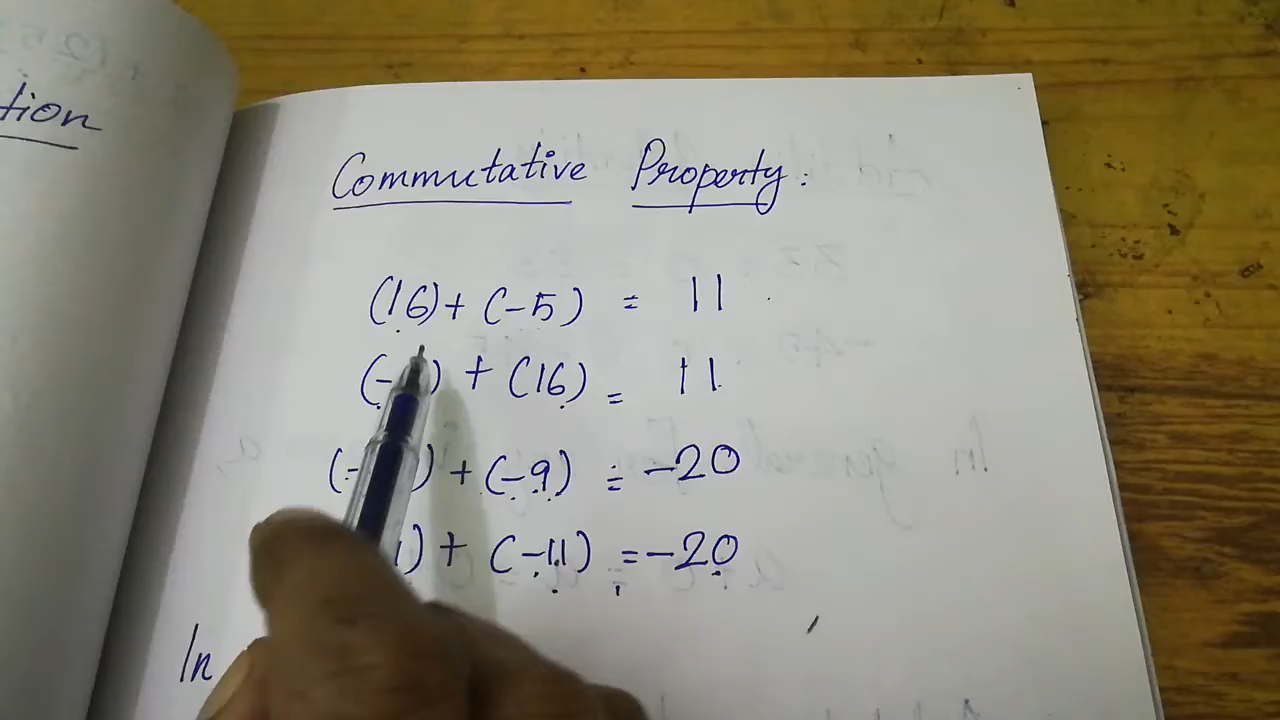 tion
Commutative Property:
(16) + (-5) = 11
(- ) + (16) = 11
(- ) + (-9) = -20
) + (-11) = -20
In